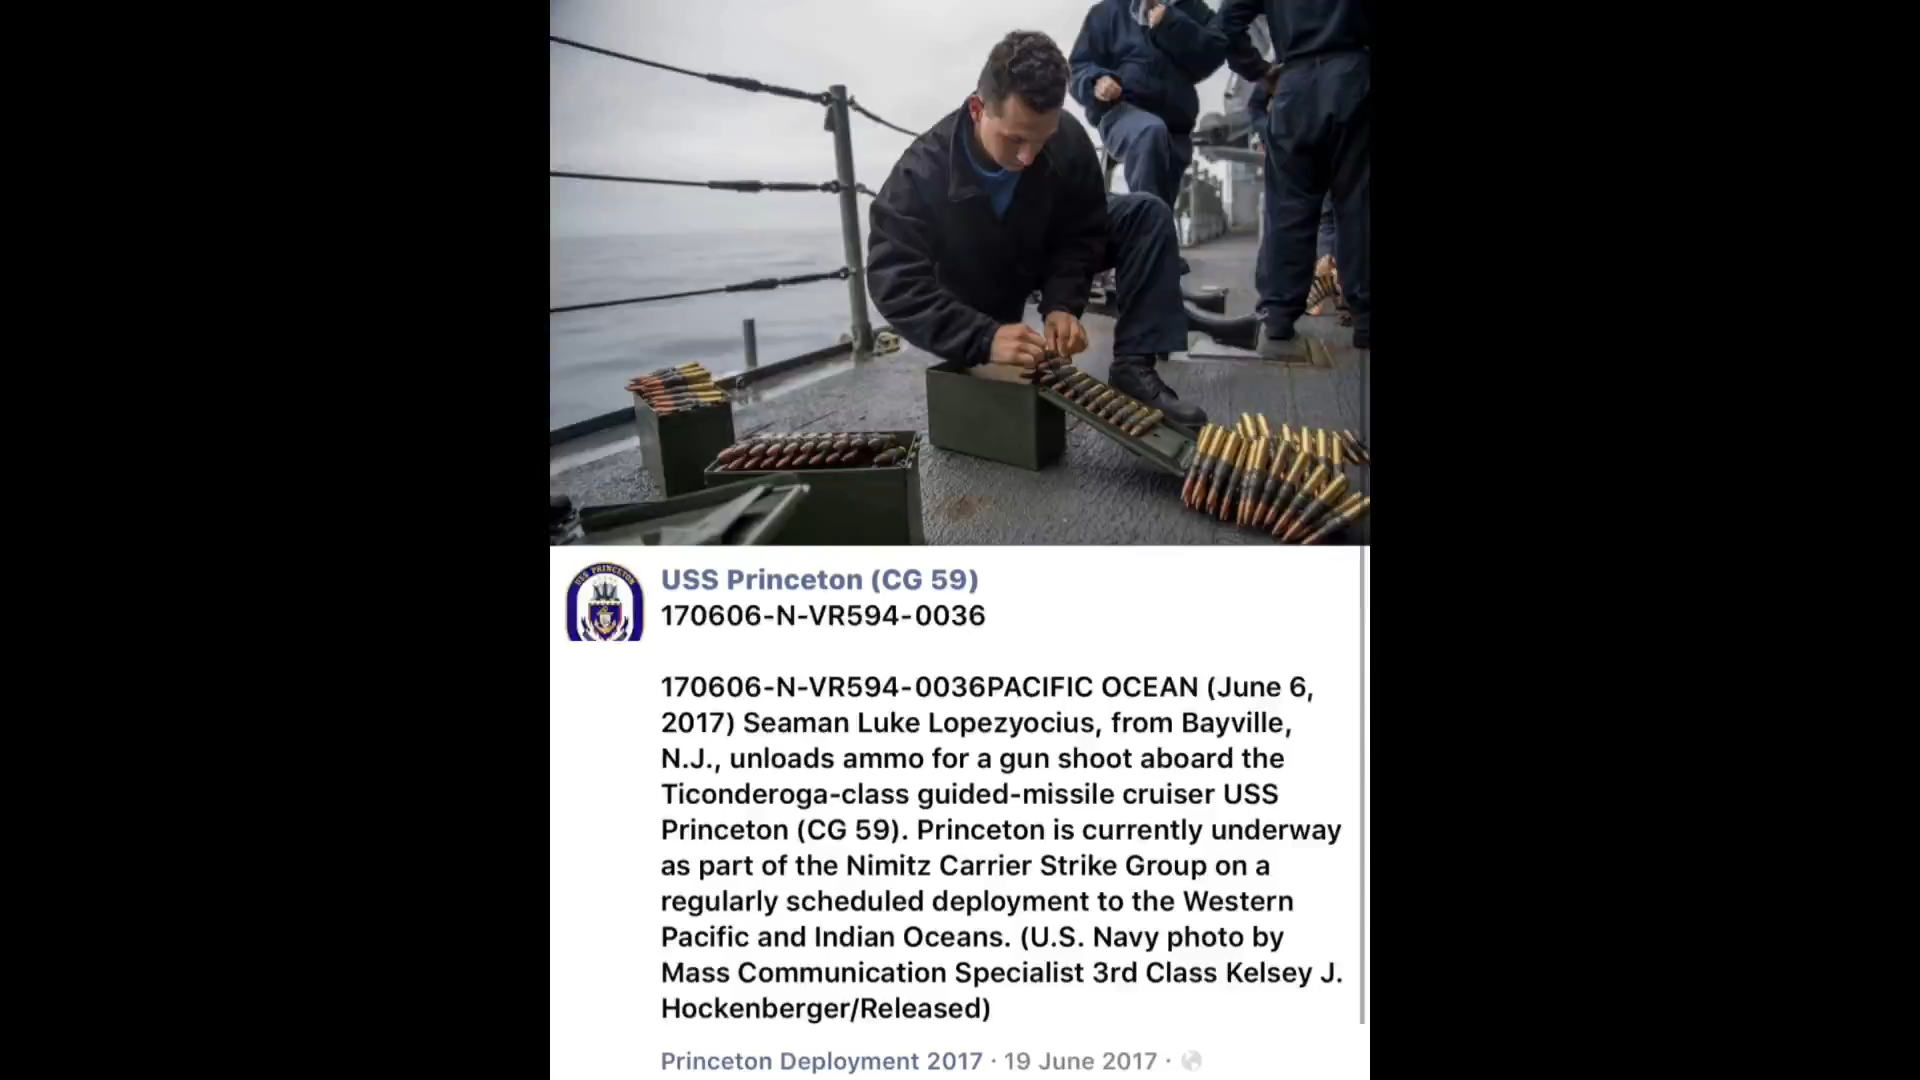 USS PRINCETON
USS Princeton (CG 59)
170606-N-VR594-0036
170606-N-VR594-0036PACIFIC OCEAN (June 6,
2017) Seaman Luke Lopezyocius, from Bayville,
N.J., unloads ammo for a gun shoot aboard the
Ticonderoga-class guided-missile cruiser USS
Princeton (CG 59). Princeton is currently underway
as part of the Nimitz Carrier Strike Group on a
regularly scheduled deployment to the Western
Pacific and Indian Oceans. (U.S. Navy photo by
Mass Communication Specialist 3rd Class Kelsey J.
Hockenberger/Released)
Princeton Deployment 2017 · 19 June 2017 ·